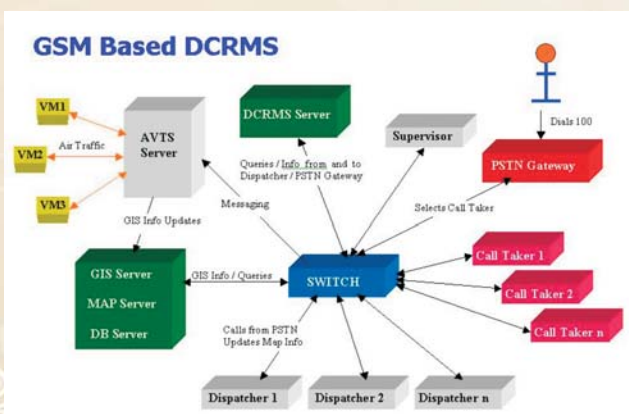 GSM Based DCRMS
VM1
VM2
VM3
Air Traffic
AVTS
Server
DCRMS Server
Supervisor
Dials 100
PSTN Gateway
Queries / Info from and to
Dispatcher / PSTN Gateway
Messaging
Selects Call Taker
GIS Info Updates
GIS Server
MAP Server
DB Server
GIS Info / Queries
SWITCH
Call Taker 1
Call Taker 2
Call Taker n
Calls from PSTN
Updates Map Info
Dispatcher 1
Dispatcher 2
Dispatcher n